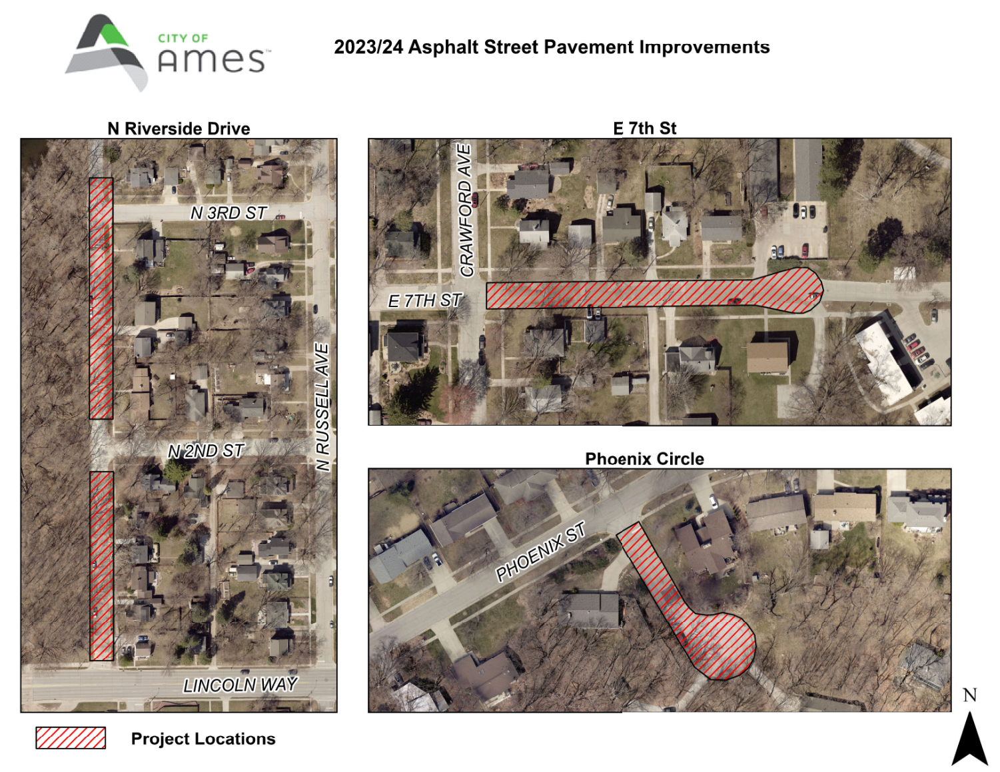 CITY OF
Ames™
2023/24 Asphalt Street Pavement Improvements
N Riverside Drive
N 3RD ST
N RUSSELL AVE
N 2ND ST
LINCOLN WAY
E 7th St
CRAWFORD AVE
E 7TH ST
Phoenix Circle
PHOENIX ST
N
Project Locations